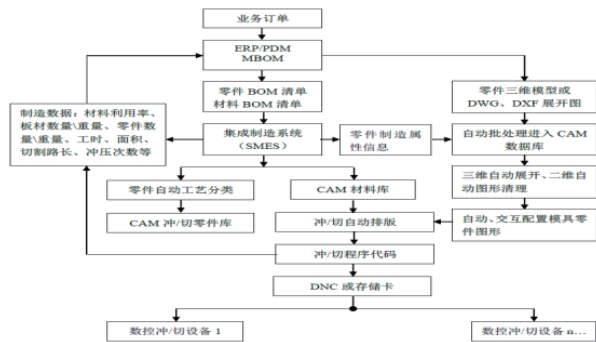 业务订单
ERP/PDM
MBOM
零件 BOM 清单
材料 BOM 清单
零件三维模型或
DWG、DXF 展开图
制造数据：材料利用率、
板材数量\重量、零件数
量\重量、工时、面积、
切割路长、冲压次数等
集成制造系统
（SMES）
零件制造属
性信息
自动批处理进入 CAM
数据库
零件自动工艺分类
CAM 材料库
三维自动展开、二维自
动图形清理
CAM 冲/切零件库
冲/切自动排版
自动、交互配置模具零
件图形
冲/切程序代码
DNC 或存储卡
数控冲/切设备 1
数控冲/切设备 n…